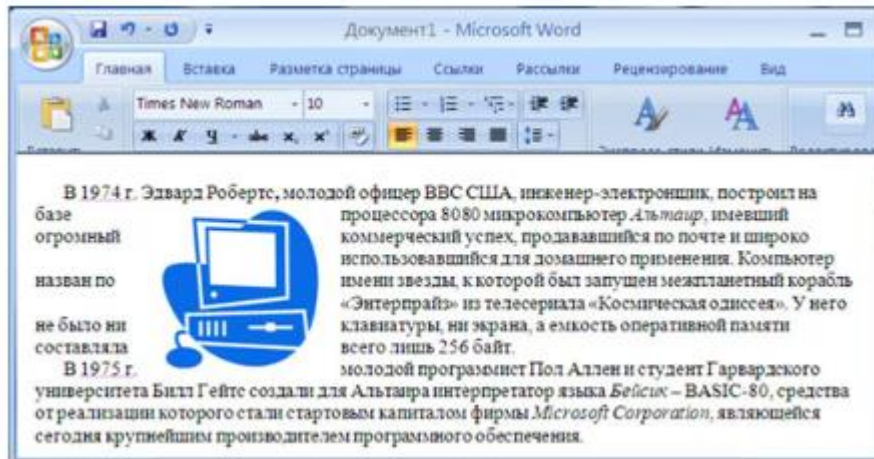 Документ1 - Microsoft Word
Главная Вставка Разметка страницы Ссылки Рассылки Рецензирование Вид
Times New Roman 10
Ж К Ч abc x, x²
В 1974 г. Эдвард Робертс, молодой офицер ВВС США, инженер-электронщик, построил на
базе процессора 8080 микрокомпьютер Альтаир, имевший
огромный коммерческий успех, продававшийся по почте и широко
использовавшийся для домашнего применения. Компьютер
назван по имени звезды, к которой был запущен межпланетный корабль
«Энтерпрайз» из телесериала «Космическая одиссея». У него
не было ни клавиатуры, ни экрана, а емкость оперативной памяти
составляла всего лишь 256 байт.
В 1975 г. молодой программист Пол Аллен и студент Гарвардского
университета Билл Гейтс создали для Альтаира интерпретатор языка Бейсик – BASIC-80, средства
от реализации которого стали стартовым капиталом фирмы Microsoft Corporation, являющейся
сегодня крупнейшим производителем программного обеспечения.